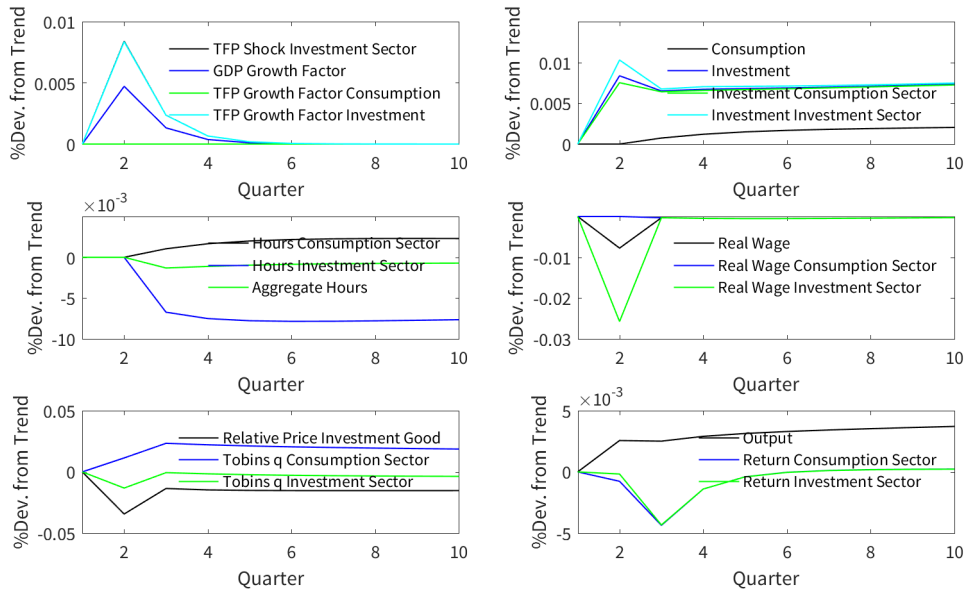 %Dev. from Trend
0.01
0.005
0
TFP Shock Investment Sector
GDP Growth Factor
TFP Growth Factor Consumption
TFP Growth Factor Investment
2 4 6 8 10
Quarter
%Dev. from Trend
0.01
0.005
0
Consumption
Investment
Investment Consumption Sector
Investment Investment Sector
2 4 6 8 10
Quarter
%Dev. from Trend
×10-3
0
-5
-10
Hours Consumption Sector
Hours Investment Sector
Aggregate Hours
2 4 6 8 10
Quarter
%Dev. from Trend
-0.01
-0.02
-0.03
Real Wage
Real Wage Consumption Sector
Real Wage Investment Sector
2 4 6 8 10
Quarter
%Dev. from Trend
0.05
0
-0.05
Relative Price Investment Good
Tobins q Consumption Sector
Tobins q Investment Sector
2 4 6 8 10
Quarter
%Dev. from Trend
×10-3
5
0
-5
Output
Return Consumption Sector
Return Investment Sector
2 4 6 8 10
Quarter